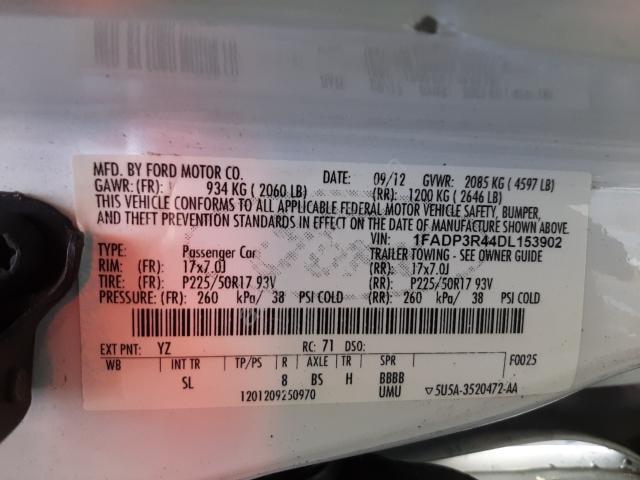 MFD. BY FORD MOTOR CO. DATE: 09/12 GVWR: 2085 KG ( 4597 LB)
GAWR: (FR): 934 KG ( 2060 LB) (RR): 1200 KG ( 2646 LB)
THIS VEHICLE CONFORMS TO ALL APPLICABLE FEDERAL MOTOR VEHICLE SAFETY, BUMPER,
AND THEFT PREVENTION STANDARDS IN EFFECT ON THE DATE OF MANUFACTURE SHOWN ABOVE.
VIN: 1FADP3R44DL153902
TYPE: Passenger Car TRAILER TOWING - SEE OWNER GUIDE
RIM: (FR): 17x7.0J (RR): 17x7.0J
TIRE: (FR): P225/50R17 93V (RR): P225/50R17 93V
PRESSURE: (FR): 260 kPa/ 38 PSI COLD (RR): 260 kPa/ 38 PSI COLD
EXT PNT: YZ RC: 71 DSO: F0025
WB INT TR TP/PS R AXLE TR SPR
SL 8 BS H BBBB
1201209250970 UMU ▽5U5A-3520472-AA